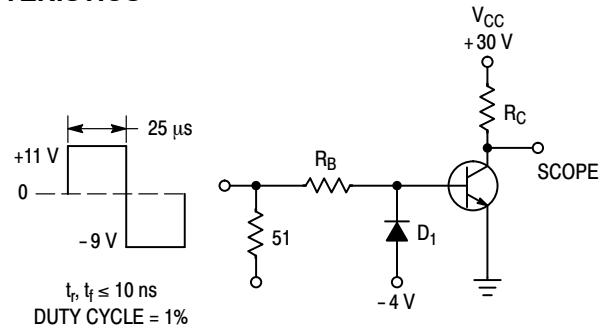 V_CC
+30 V
R_C
SCOPE
25 μs
+11 V
0
−9 V
R_B
51
D_1
−4 V
t_r, t_f ≤ 10 ns
DUTY CYCLE = 1%